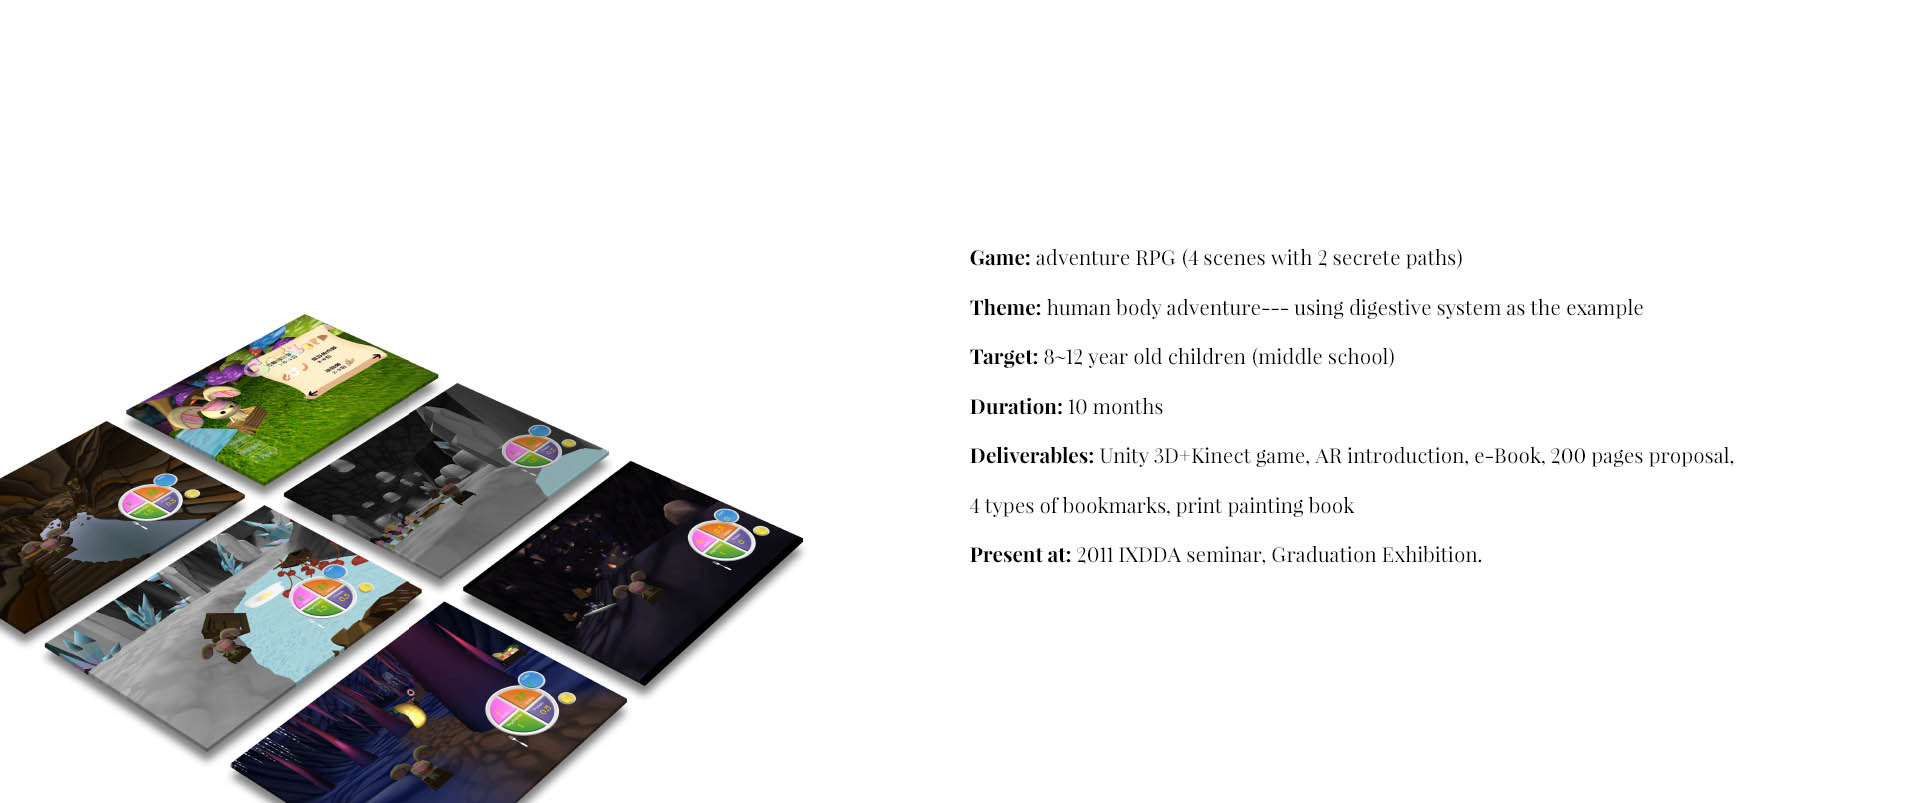 Game: adventure RPG (4 scenes with 2 secrete paths)
Theme: human body adventure--- using digestive system as the example
Target: 8~12 year old children (middle school)
Duration: 10 months
Deliverables: Unity 3D+Kinect game, AR introduction, e-Book, 200 pages proposal,
4 types of bookmarks, print painting book
Present at: 2011 IXDDA seminar, Graduation Exhibition.